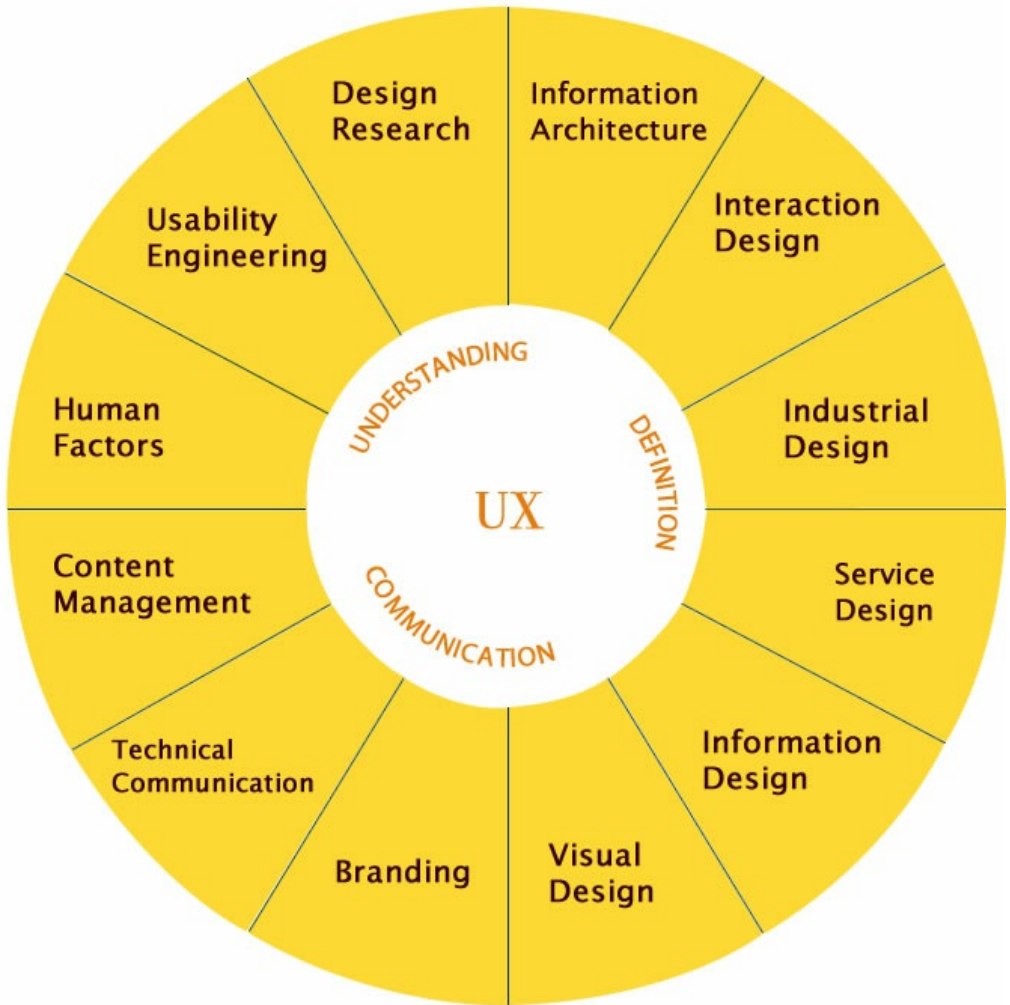 Design
Research
Information
Architecture
Interaction
Design
Industrial
Design
Service
Design
Information
Design
Visual
Design
Branding
Technical
Communication
Content
Management
Human
Factors
Usability
Engineering
UNDERSTANDING
DEFINITION
COMMUNICATION
UX